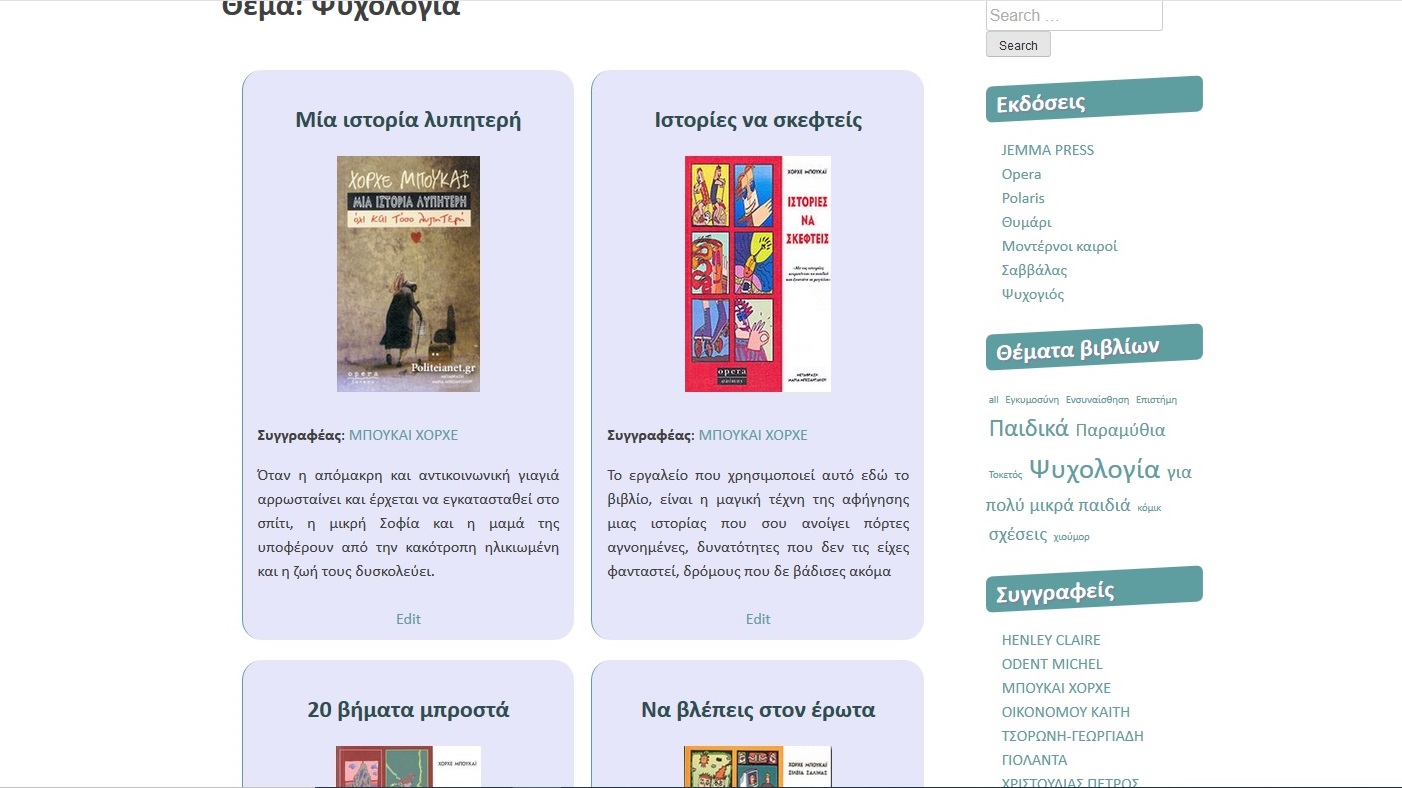 Θέμα: Ψυχολογία
Μία ιστορία λυπητερή
ΧΟΡΧΕ ΜΠΟΥΚΑΪ
ΜΙΑ ΙΣΤΟΡΙΑ ΛΥΠΗΤΕΡΗ
όχι και τόσο λυπητερή
Politeianet.gr
opera
Συγγραφέας: ΜΠΟΥΚΑΙ ΧΟΡΧΕ
Όταν η απόμακρη και αντικοινωνική γιαγιά
αρρωσταίνει και έρχεται να εγκατασταθεί στο
σπίτι, η μικρή Σοφία και η μαμά της
υποφέρουν από την κακότροπη ηλικιωμένη
και η ζωή τους δυσκολεύει.
Edit
Ιστορίες να σκεφτείς
ΧΟΡΧΕ ΜΠΟΥΚΑΪ
ΙΣΤΟΡΙΕΣ
ΝΑ
ΣΚΕΦΤΕΙΣ
opera
ΜΕΤΑΦΡΑΣΗ
Συγγραφέας: ΜΠΟΥΚΑΙ ΧΟΡΧΕ
Το εργαλείο που χρησιμοποιεί αυτό εδώ το
βιβλίο, είναι η μαγική τέχνη της αφήγησης
μιας ιστορίας που σου ανοίγει πόρτες
αγνοημένες, δυνατότητες που δεν τις είχες
φανταστεί, δρόμους που δε βάδισες ακόμα
Edit
20 βήματα μπροστά
ΧΟΡΧΕ ΜΠΟΥΚΑΪ
Να βλέπεις στον έρωτα
ΧΟΡΧΕ ΜΠΟΥΚΑΪ
ΣΙΛΒΙΑ ΣΑΛΙΝΑΣ
Search …
Search
Εκδόσεις
JEMMA PRESS
Opera
Polaris
Θυμάρι
Μοντέρνοι καιροί
Σαββάλας
Ψυχογιός
Θέματα βιβλίων
all Εγκυμοσύνη Ενσυναίσθηση Επιστήμη
Παιδικά Παραμύθια
Τοκετός Ψυχολογία για
πολύ μικρά παιδιά κόμικ
σχέσεις χιούμορ
Συγγραφείς
HENLEY CLAIRE
ODENT MICHEL
ΜΠΟΥΚΑΙ ΧΟΡΧΕ
ΟΙΚΟΝΟΜΟΥ ΚΑΙΤΗ
ΤΣΟΡΩΝΗ-ΓΕΩΡΓΙΑΔΗ
ΓΙΟΛΑΝΤΑ
ΧΡΙΣΤΟΥΛΙΑΣ ΠΕΤΡΟΣ